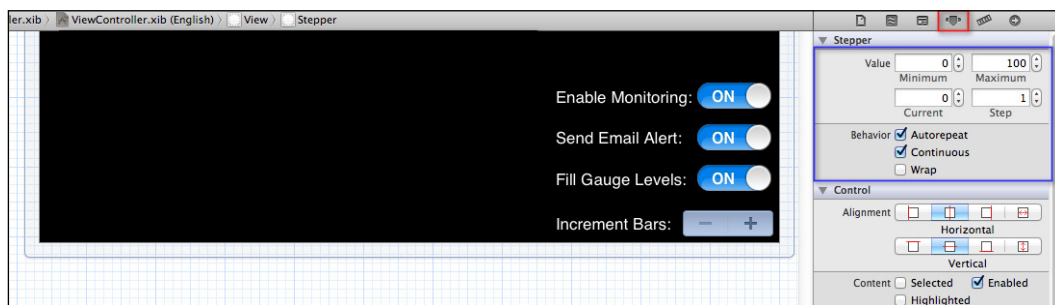 ler.xib ViewController.xib (English) View Stepper
Enable Monitoring: ON
Send Email Alert: ON
Fill Gauge Levels: ON
Increment Bars: − +
Stepper
Value 0 100
Minimum Maximum
0 1
Current Step
Behavior Autorepeat
Continuous
Wrap
Control
Alignment
Horizontal
Vertical
Content Selected Enabled
Highlighted